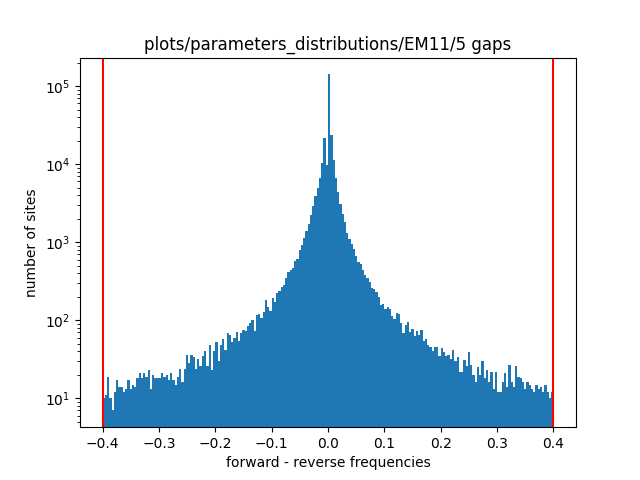 plots/parameters_distributions/EM11/5 gaps
number of sites
10^5
10^4
10^3
10^2
10^1
−0.4 −0.3 −0.2 −0.1 0.0 0.1 0.2 0.3 0.4
forward - reverse frequencies